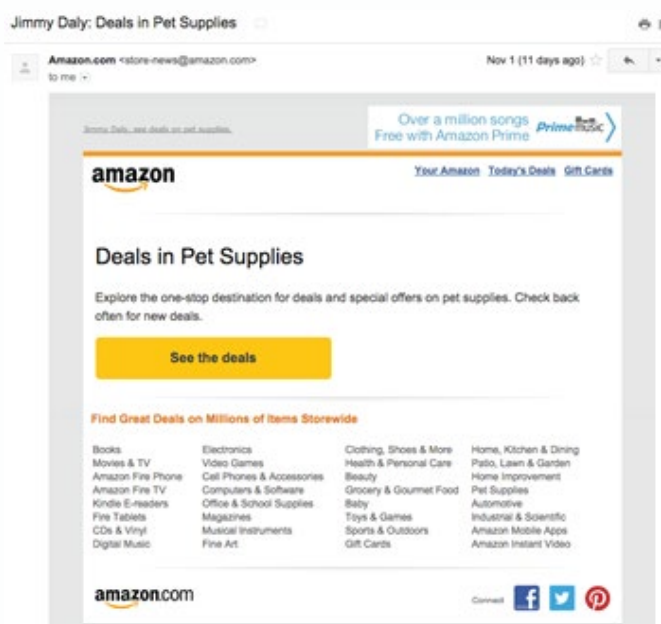 Jimmy Daly: Deals in Pet Supplies
Amazon.com <store-news@amazon.com>
Nov 1 (11 days ago)
to me
Jimmy Daly, see deals on pet supplies.
Over a million songs
Free with Amazon Prime
Prime music
amazon
Your Amazon Today's Deals Gift Cards
Deals in Pet Supplies
Explore the one-stop destination for deals and special offers on pet supplies. Check back
often for new deals.
See the deals
Find Great Deals on Millions of Items Storewide
Books
Movies & TV
Amazon Fire Phone
Amazon Fire TV
Kindle E-readers
Fire Tablets
CDs & Vinyl
Digital Music
Electronics
Video Games
Cell Phones & Accessories
Computers & Software
Office & School Supplies
Magazines
Musical Instruments
Fine Art
Clothing, Shoes & More
Health & Personal Care
Beauty
Grocery & Gourmet Food
Baby
Toys & Games
Sports & Outdoors
Gift Cards
Home, Kitchen & Dining
Patio, Lawn & Garden
Home Improvement
Pet Supplies
Automotive
Industrial & Scientific
Amazon Mobile Apps
Amazon Instant Video
amazon.com
Connect